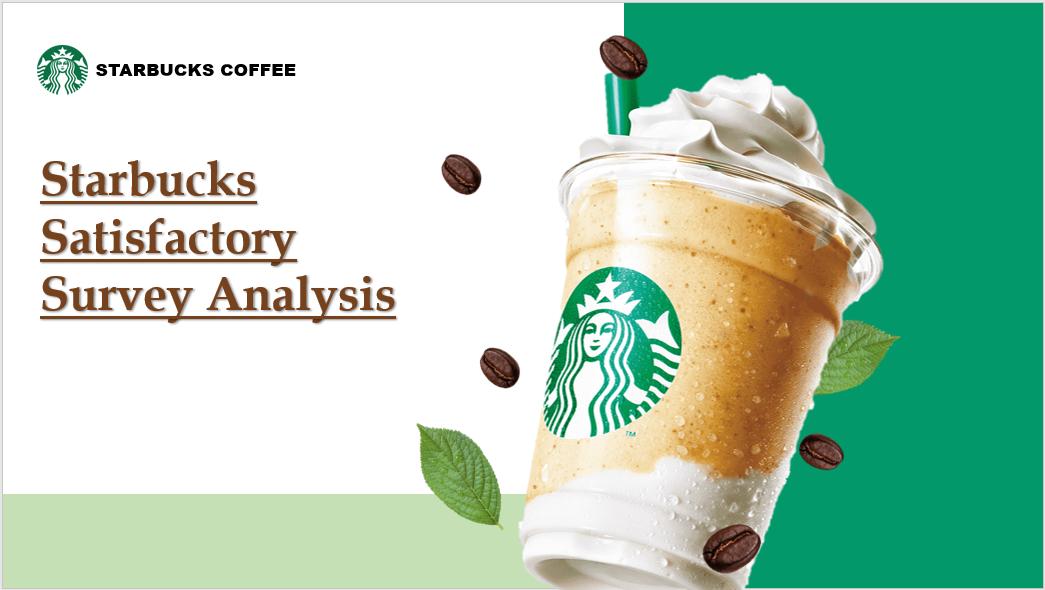 STARBUCKS COFFEE
Starbucks
Satisfactory
Survey Analysis
TM